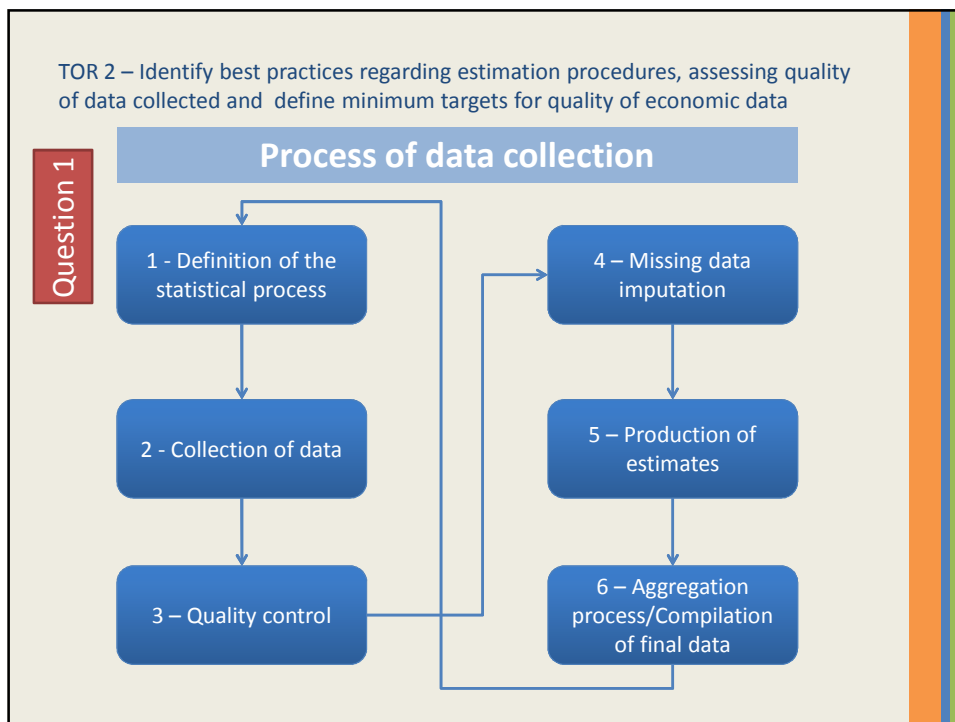 TOR 2 – Identify best practices regarding estimation procedures, assessing quality
of data collected and  define minimum targets for quality of economic data
Question 1
Process of data collection
1 - Definition of the
statistical process
2 - Collection of data
3 – Quality control
4 – Missing data
imputation
5 – Production of
estimates
6 – Aggregation
process/Compilation
of final data